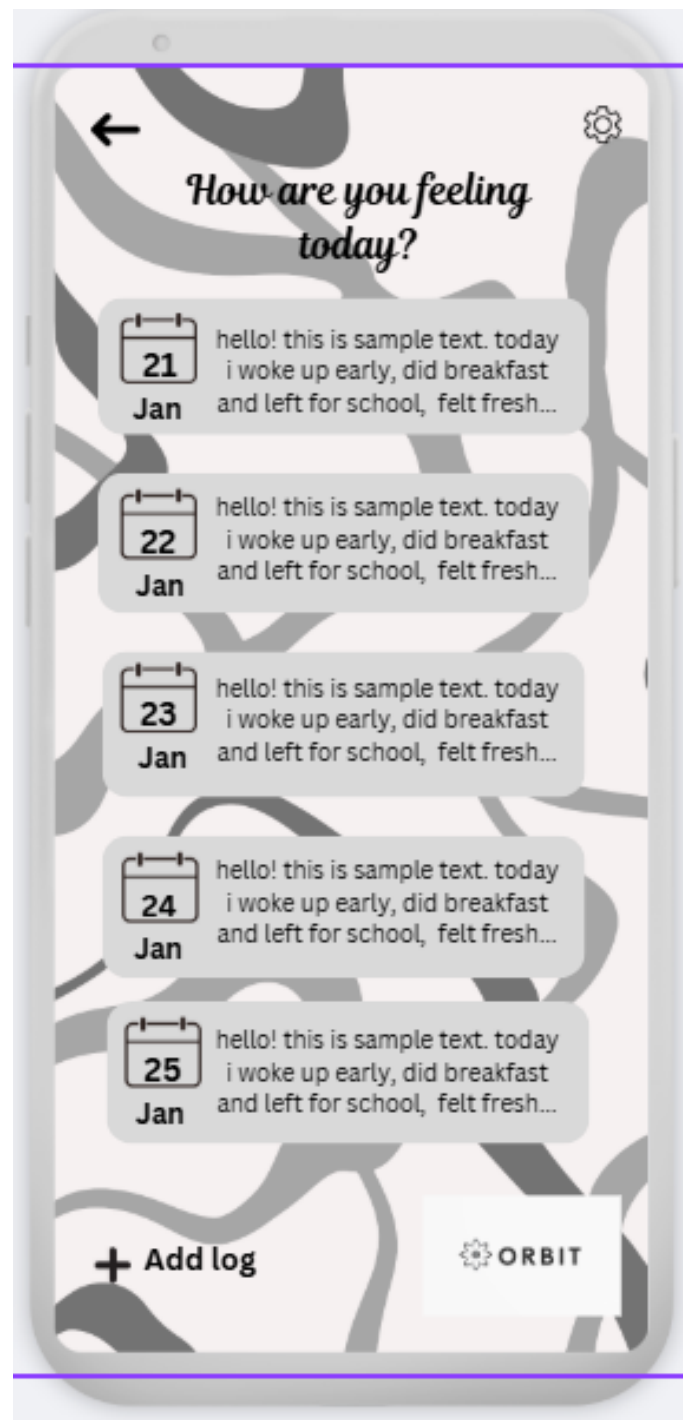 How are you feeling
today?
21
Jan
hello! this is sample text. today
i woke up early, did breakfast
and left for school,  felt fresh...
22
Jan
hello! this is sample text. today
i woke up early, did breakfast
and left for school,  felt fresh...
23
Jan
hello! this is sample text. today
i woke up early, did breakfast
and left for school,  felt fresh...
24
Jan
hello! this is sample text. today
i woke up early, did breakfast
and left for school,  felt fresh...
25
Jan
hello! this is sample text. today
i woke up early, did breakfast
and left for school,  felt fresh...
+ Add log
ORBIT